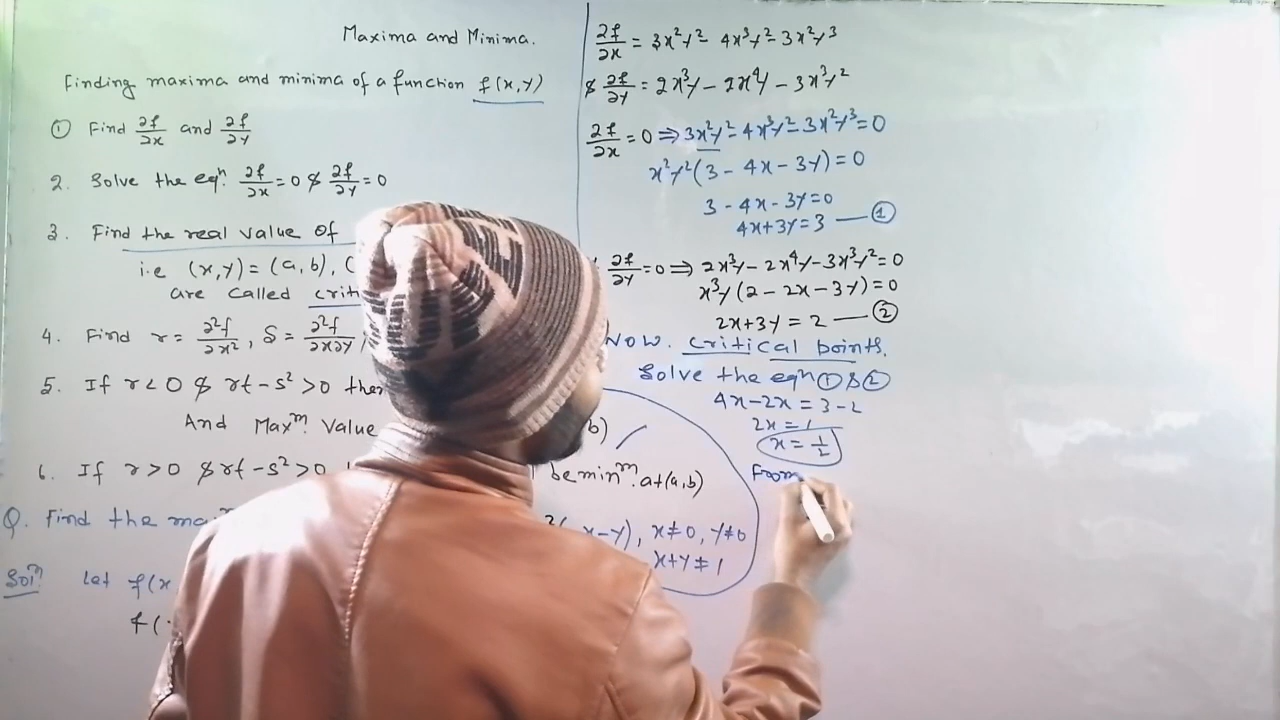 Maxima and Minima.
Finding maxima and minima of a function f(x,y)
① Find ∂f/∂x and ∂f/∂y
2. Solve the eqn. ∂f/∂x = 0 & ∂f/∂y = 0
3. Find the real value of
i.e (x,y) = (a,b), (
are called
4. Find r = ∂²f/∂x², S = ∂²f/∂x∂y,
5. If r < 0 & rt - s² > 0 then
And Maxm. Value b)
6. If r > 0 & rt - s² > 0 be minm. at (a,b)
Q. Find the x-y), x≠0, y≠0
x+y ≠ 1
Soln Let f(x
f(
∂f/∂x = 3x²y² - 4x³y² - 3x²y³
& ∂f/∂y = 2x³y - 2x⁴y - 3x³y²
∂f/∂x = 0 ⇒ 3x²y² - 4x³y² - 3x²y³ = 0
x²y²(3 - 4x - 3y) = 0
3 - 4x - 3y = 0
4x + 3y = 3 — ①
∂f/∂y = 0 ⇒ 2x³y - 2x⁴y - 3x³y² = 0
x³y (2 - 2x - 3y) = 0
2x + 3y = 2 — ②
Now. critical points.
Solve the eqn ① & ②
4x - 2x = 3 - 2
2x = 1
x = 1/2
From